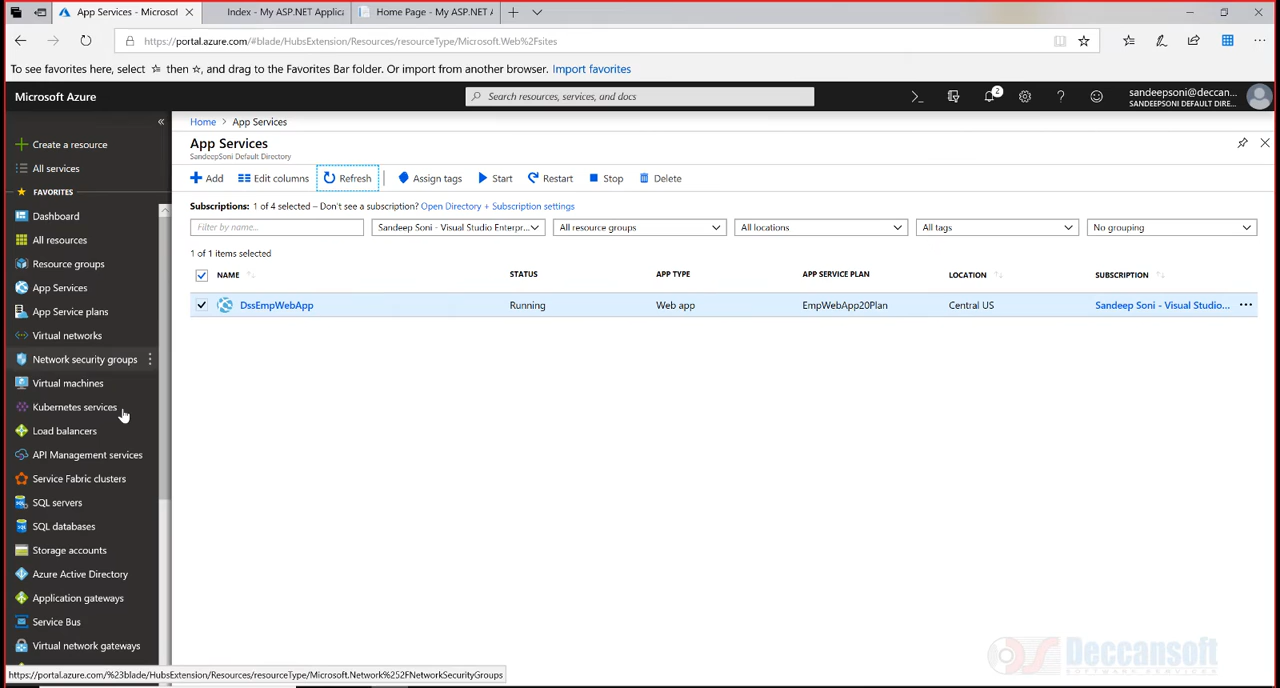 App Services - Microsof
Index - My ASP.NET Applica
Home Page - My ASP.NET A
https://portal.azure.com/#blade/HubsExtension/Resources/resourceType/Microsoft.Web%2Fsites
To see favorites here, select ☆ then ☆, and drag to the Favorites Bar folder. Or import from another browser. Import favorites
Microsoft Azure
Search resources, services, and docs
2
sandeepsoni@deccan...
SANDEEPSONI DEFAULT DIRE...
«
Create a resource
All services
FAVORITES
Dashboard
All resources
Resource groups
App Services
App Service plans
Virtual networks
Network security groups
Virtual machines
Kubernetes services
Load balancers
API Management services
Service Fabric clusters
SQL servers
SQL databases
Storage accounts
Azure Active Directory
Application gateways
Service Bus
Virtual network gateways
Home > App Services
App Services
SandeepSoni Default Directory
Add Edit columns Refresh Assign tags Start Restart Stop Delete
Subscriptions: 1 of 4 selected – Don't see a subscription? Open Directory + Subscription settings
Filter by name... Sandeep Soni - Visual Studio Enterpr... All resource groups All locations All tags No grouping
1 of 1 items selected
NAME STATUS APP TYPE APP SERVICE PLAN LOCATION SUBSCRIPTION
DssEmpWebApp Running Web app EmpWebApp20Plan Central US Sandeep Soni - Visual Studio... ...
Deccansoft
SOFTWARE SERVICES
https://portal.azure.com/%23blade/HubsExtension/Resources/resourceType/Microsoft.Network%252FNetworkSecurityGroups